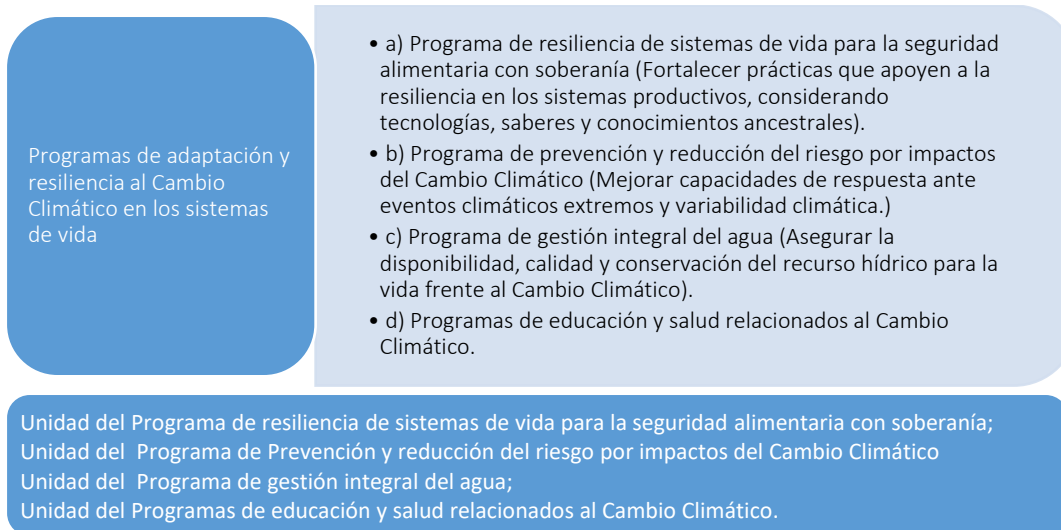 Programas de adaptación y
resiliencia al Cambio
Climático en los sistemas
de vida
• a) Programa de resiliencia de sistemas de vida para la seguridad
alimentaria con soberanía (Fortalecer prácticas que apoyen a la
resiliencia en los sistemas productivos, considerando
tecnologías, saberes y conocimientos ancestrales).
• b) Programa de prevención y reducción del riesgo por impactos
del Cambio Climático (Mejorar capacidades de respuesta ante
eventos climáticos extremos y variabilidad climática.)
• c) Programa de gestión integral del agua (Asegurar la
disponibilidad, calidad y conservación del recurso hídrico para la
vida frente al Cambio Climático).
• d) Programas de educación y salud relacionados al Cambio
Climático.
Unidad del Programa de resiliencia de sistemas de vida para la seguridad alimentaria con soberanía;
Unidad del Programa de Prevención y reducción del riesgo por impactos del Cambio Climático
Unidad del Programa de gestión integral del agua;
Unidad del Programas de educación y salud relacionados al Cambio Climático.